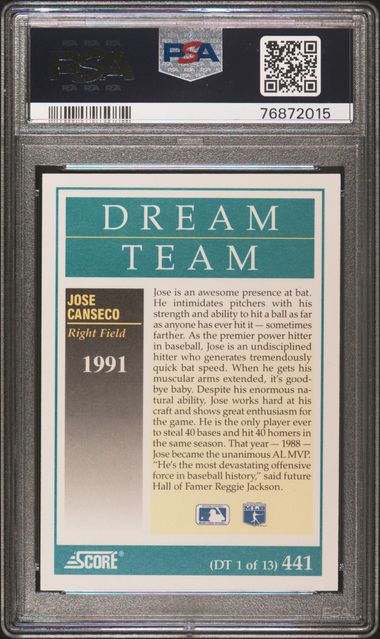 PSA
PSA
76872015
DREAM
TEAM
JOSE
CANSECO
Right Field
1991
Jose is an awesome presence at bat.
He intimidates pitchers with his
strength and ability to hit a ball as far
as anyone has ever hit it — sometimes
farther. As the premier power hitter
in baseball, Jose is an undisciplined
hitter who generates tremendously
quick bat speed. When he gets his
muscular arms extended, it's good-
bye baby. Despite his enormous nat-
ural ability, Jose works hard at his
craft and shows great enthusiasm for
the game. He is the only player ever
to steal 40 bases and hit 40 homers in
the same season. That year — 1988 —
Jose became the unanimous AL MVP.
"He's the most devastating offensive
force in baseball history," said future
Hall of Famer Reggie Jackson.
MLB
SCORE®
(DT 1 of 13) 441
PSA